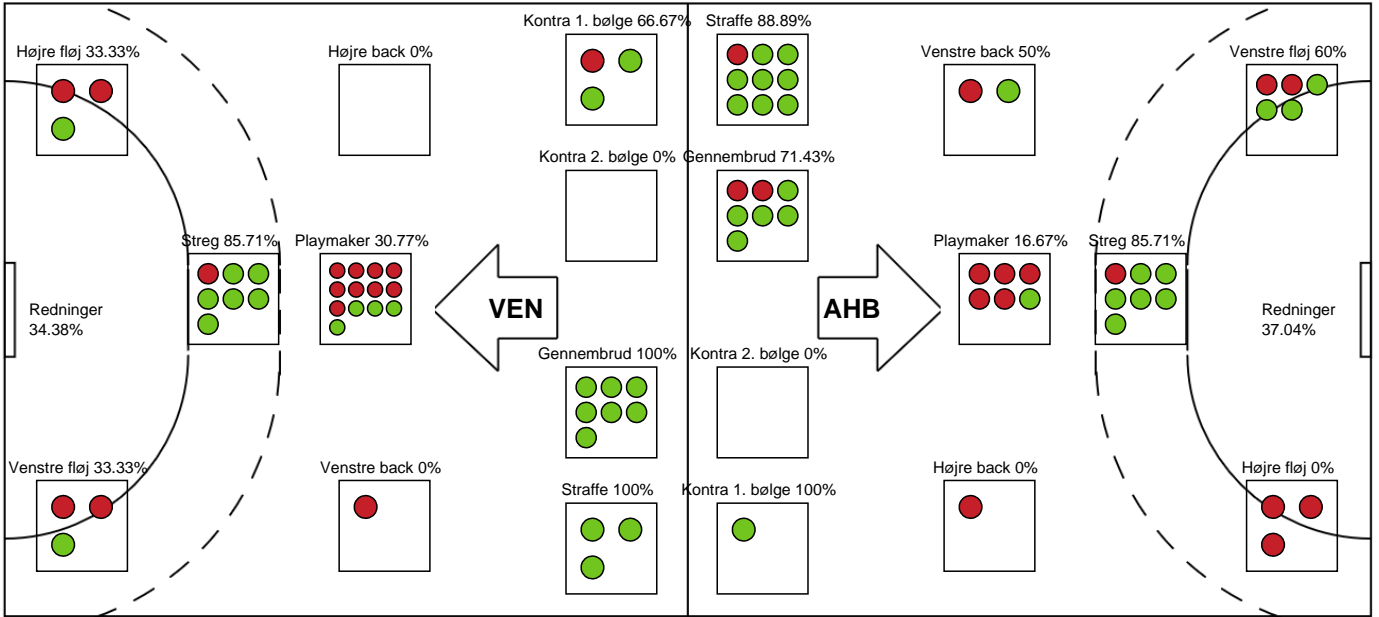 Kontra 1. bølge 66.67%
Straffe 88.89%
Højre fløj 33.33%
Højre back 0%
Venstre back 50%
Venstre fløj 60%
Kontra 2. bølge 0%
Gennembrud 71.43%
Streg 85.71%
Playmaker 30.77%
Playmaker 16.67%
Streg 85.71%
Redninger
34.38%
VEN
AHB
Redninger
37.04%
Gennembrud 100%
Kontra 2. bølge 0%
Venstre fløj 33.33%
Venstre back 0%
Straffe 100%
Kontra 1. bølge 100%
Højre back 0%
Højre fløj 0%